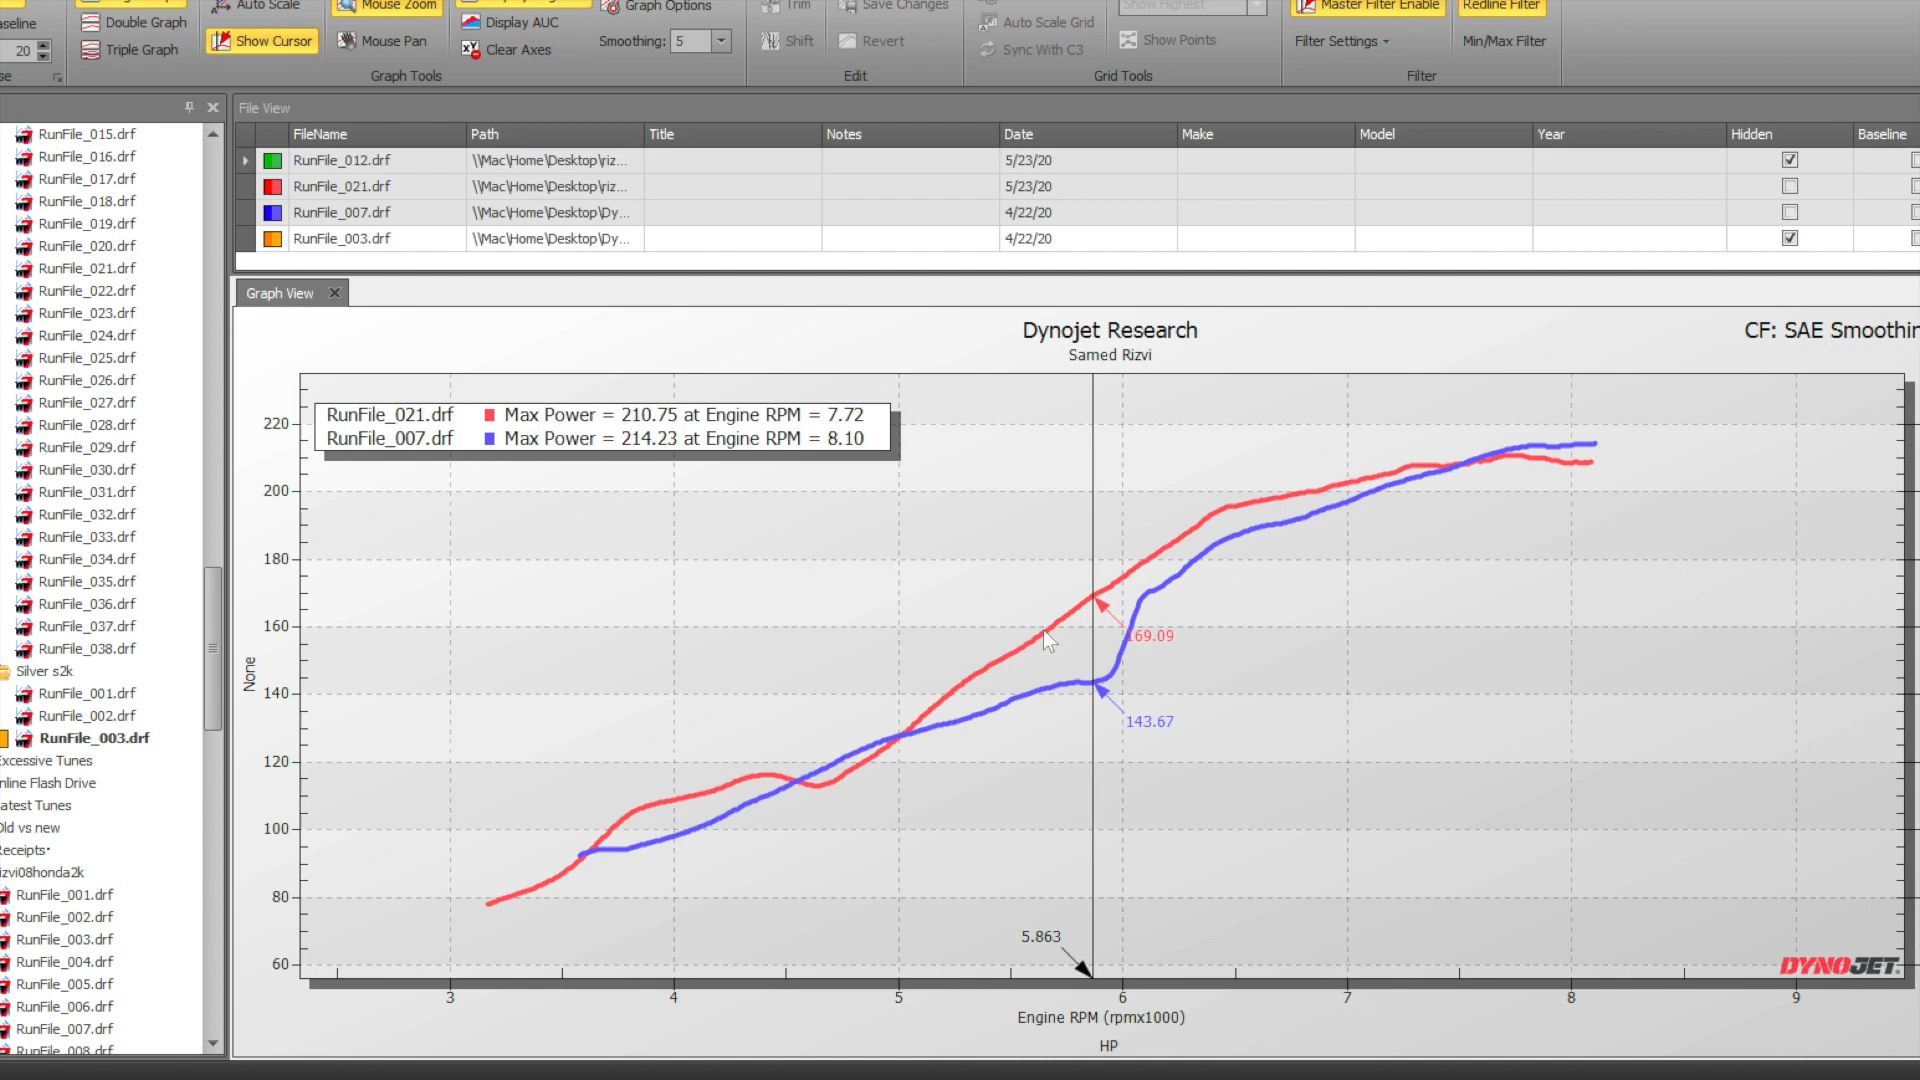 Auto Scale
Mouse Zoom
Graph Options
Trim
Save Changes
Show Highest
Master Filter Enable
Redline Filter
Double Graph
Display AUC
Auto Scale Grid
20
Triple Graph
Show Cursor
Mouse Pan
Clear Axes
Smoothing: 5
Shift
Revert
Sync With C3
Show Points
Filter Settings
Min/Max Filter
Graph Tools
Edit
Grid Tools
Filter
File View
FileName Path Title Notes Date Make Model Year Hidden Baseline
RunFile_012.drf \\Mac\Home\Desktop\riz... 5/23/20
RunFile_021.drf \\Mac\Home\Desktop\riz... 5/23/20
RunFile_007.drf \\Mac\Home\Desktop\Dy... 4/22/20
RunFile_003.drf \\Mac\Home\Desktop\Dy... 4/22/20
RunFile_015.drf
RunFile_016.drf
RunFile_017.drf
RunFile_018.drf
RunFile_019.drf
RunFile_020.drf
RunFile_021.drf
RunFile_022.drf
RunFile_023.drf
RunFile_024.drf
RunFile_025.drf
RunFile_026.drf
RunFile_027.drf
RunFile_028.drf
RunFile_029.drf
RunFile_030.drf
RunFile_031.drf
RunFile_032.drf
RunFile_033.drf
RunFile_034.drf
RunFile_035.drf
RunFile_036.drf
RunFile_037.drf
RunFile_038.drf
Silver s2k
RunFile_001.drf
RunFile_002.drf
RunFile_003.drf
Excessive Tunes
nline Flash Drive
atest Tunes
Old vs new
Receipts
izvi08honda2k
RunFile_001.drf
RunFile_002.drf
RunFile_003.drf
RunFile_004.drf
RunFile_005.drf
RunFile_006.drf
RunFile_007.drf
RunFile_008.drf
Graph View
Dynojet Research
Samed Rizvi
CF: SAE Smoothin
RunFile_021.drf Max Power = 210.75 at Engine RPM = 7.72
RunFile_007.drf Max Power = 214.23 at Engine RPM = 8.10
220
200
180
160
140
120
100
80
60
None
169.09
143.67
5.863
DYNOJET
3 4 5 6 7 8 9
Engine RPM (rpmx1000)
HP